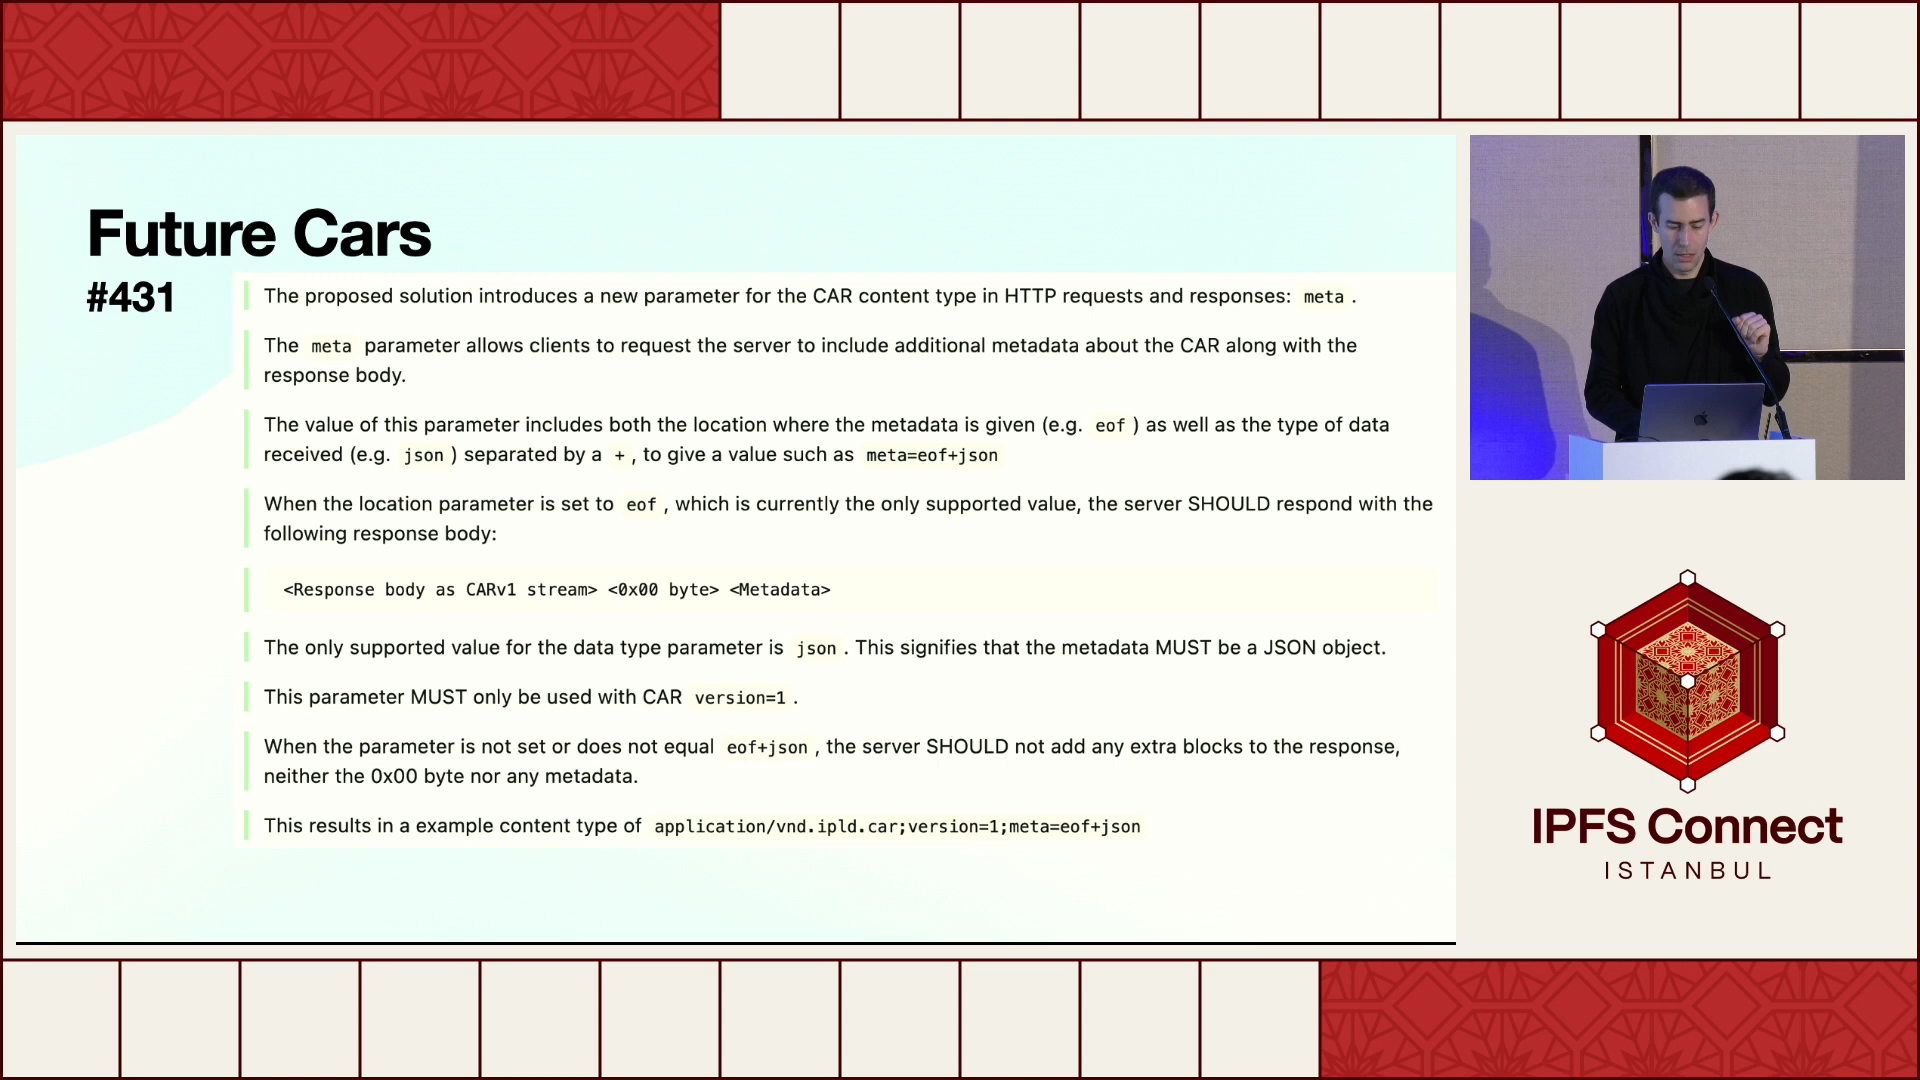 Future Cars
#431
The proposed solution introduces a new parameter for the CAR content type in HTTP requests and responses: meta .
The meta parameter allows clients to request the server to include additional metadata about the CAR along with the
response body.
The value of this parameter includes both the location where the metadata is given (e.g. eof ) as well as the type of data
received (e.g. json ) separated by a + , to give a value such as meta=eof+json
When the location parameter is set to eof , which is currently the only supported value, the server SHOULD respond with the
following response body:
<Response body as CARv1 stream> <0x00 byte> <Metadata>
The only supported value for the data type parameter is json . This signifies that the metadata MUST be a JSON object.
This parameter MUST only be used with CAR version=1 .
When the parameter is not set or does not equal eof+json , the server SHOULD not add any extra blocks to the response,
neither the 0x00 byte nor any metadata.
This results in a example content type of application/vnd.ipld.car;version=1;meta=eof+json
IPFS Connect
ISTANBUL